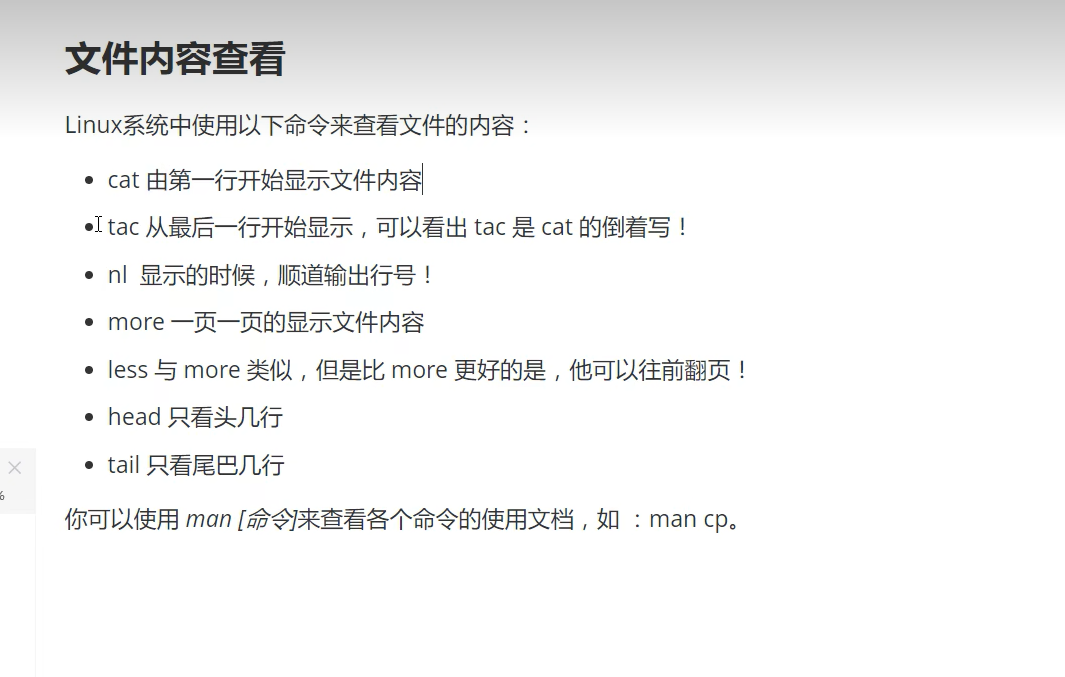 文件内容查看
Linux系统中使用以下命令来查看文件的内容：
• cat 由第一行开始显示文件内容
• tac 从最后一行开始显示，可以看出 tac 是 cat 的倒着写！
• nl  显示的时候，顺道输出行号！
• more 一页一页的显示文件内容
• less 与 more 类似，但是比 more 更好的是，他可以往前翻页！
• head 只看头几行
• tail 只看尾巴几行
%
你可以使用 man [命令]来查看各个命令的使用文档，如 ：man cp。